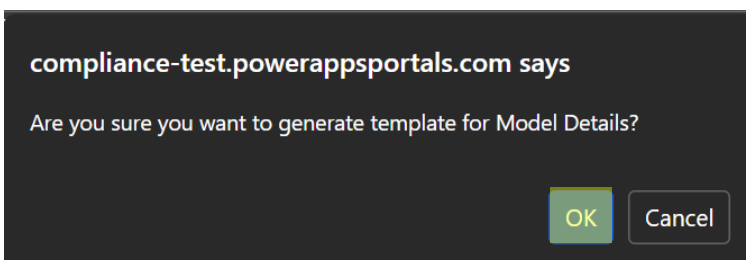 compliance-test.powerappsportals.com says
Are you sure you want to generate template for Model Details?
OK Cancel